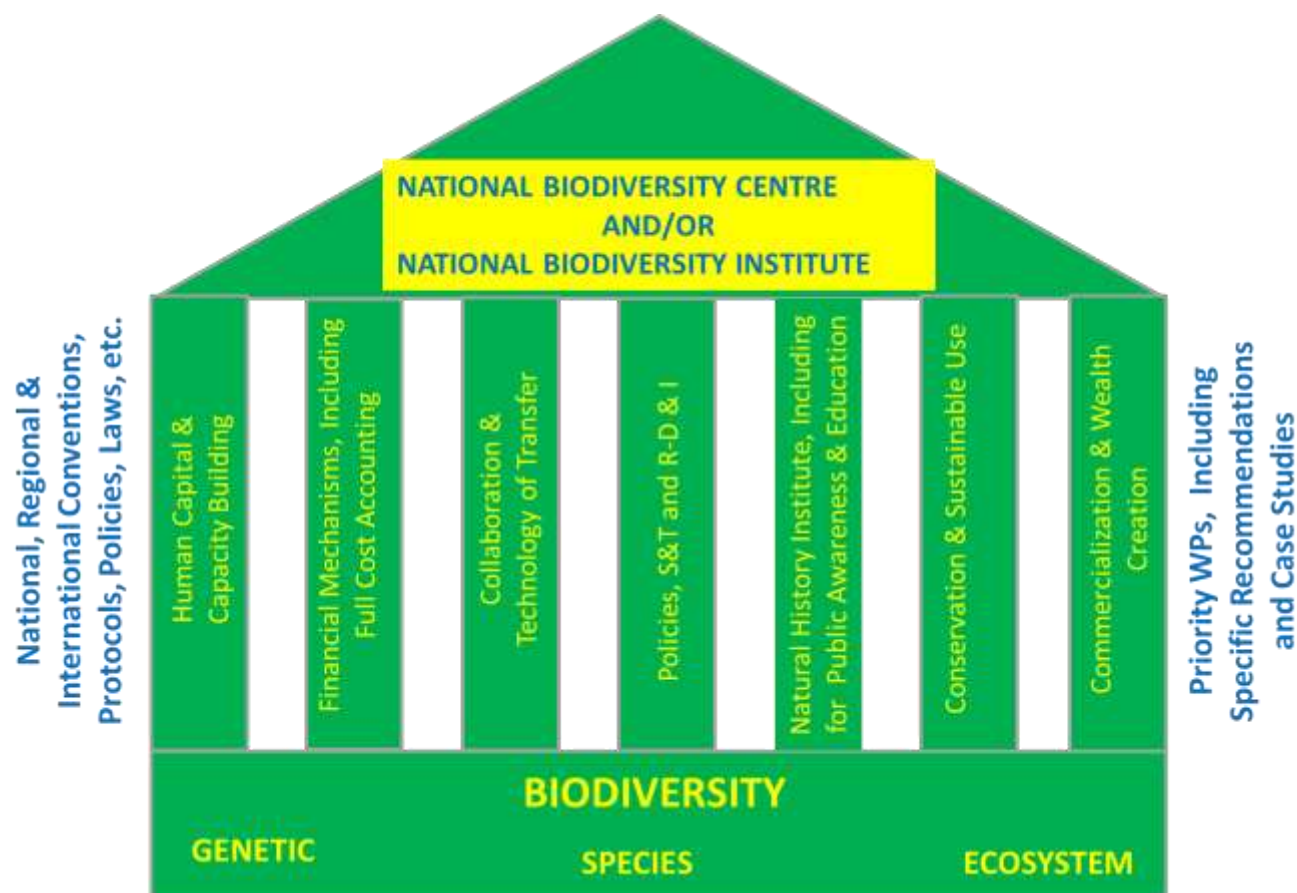 NATIONAL BIODIVERSITY CENTRE
AND/OR
NATIONAL BIODIVERSITY INSTITUTE
National, Regional &
International Conventions,
Protocols, Policies, Laws, etc.
Human Capital &
Capacity Building
Financial Mechanisms, Including
Full Cost Accounting
Collaboration &
Technology of Transfer
Policies, S&T and R-D & I
Natural History Institute, Including
for Public Awareness & Education
Conservation & Sustainable Use
Commercialization & Wealth
Creation
Priority WPs, Including
Specific Recommendations
and Case Studies
BIODIVERSITY
GENETIC
SPECIES
ECOSYSTEM